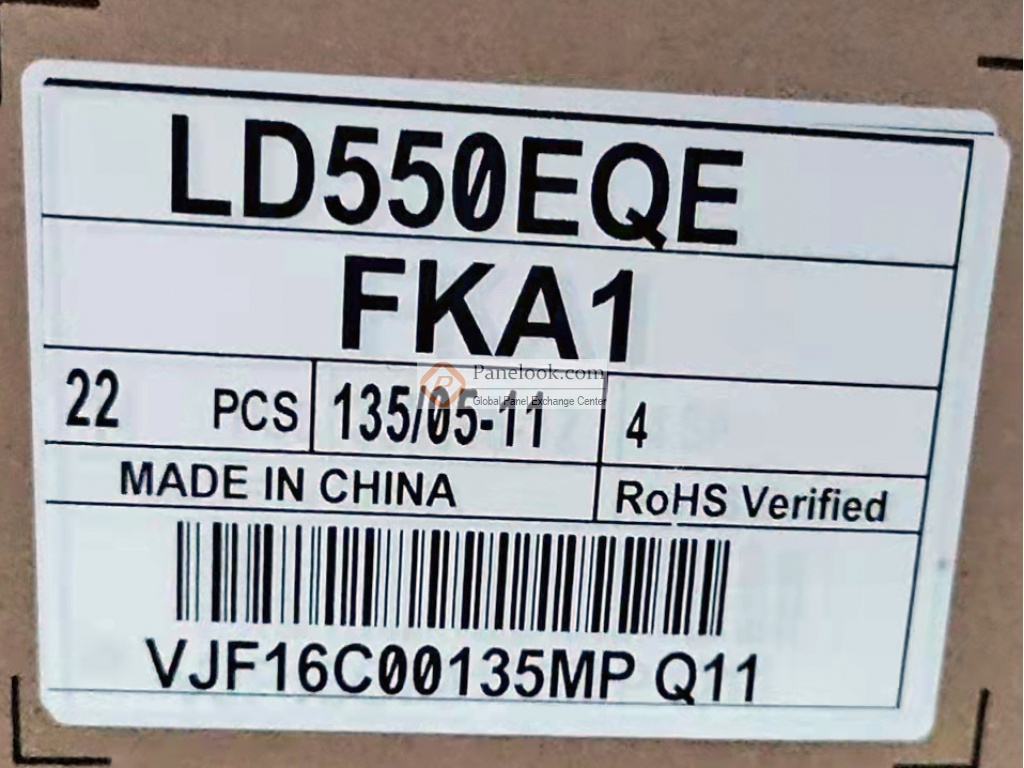 LD550EQE
FKA1
22 PCS 135/05-11 4
Panelook.com
Global Panel Exchange Center
MADE IN CHINA RoHS Verified
VJF16C00135MP Q11